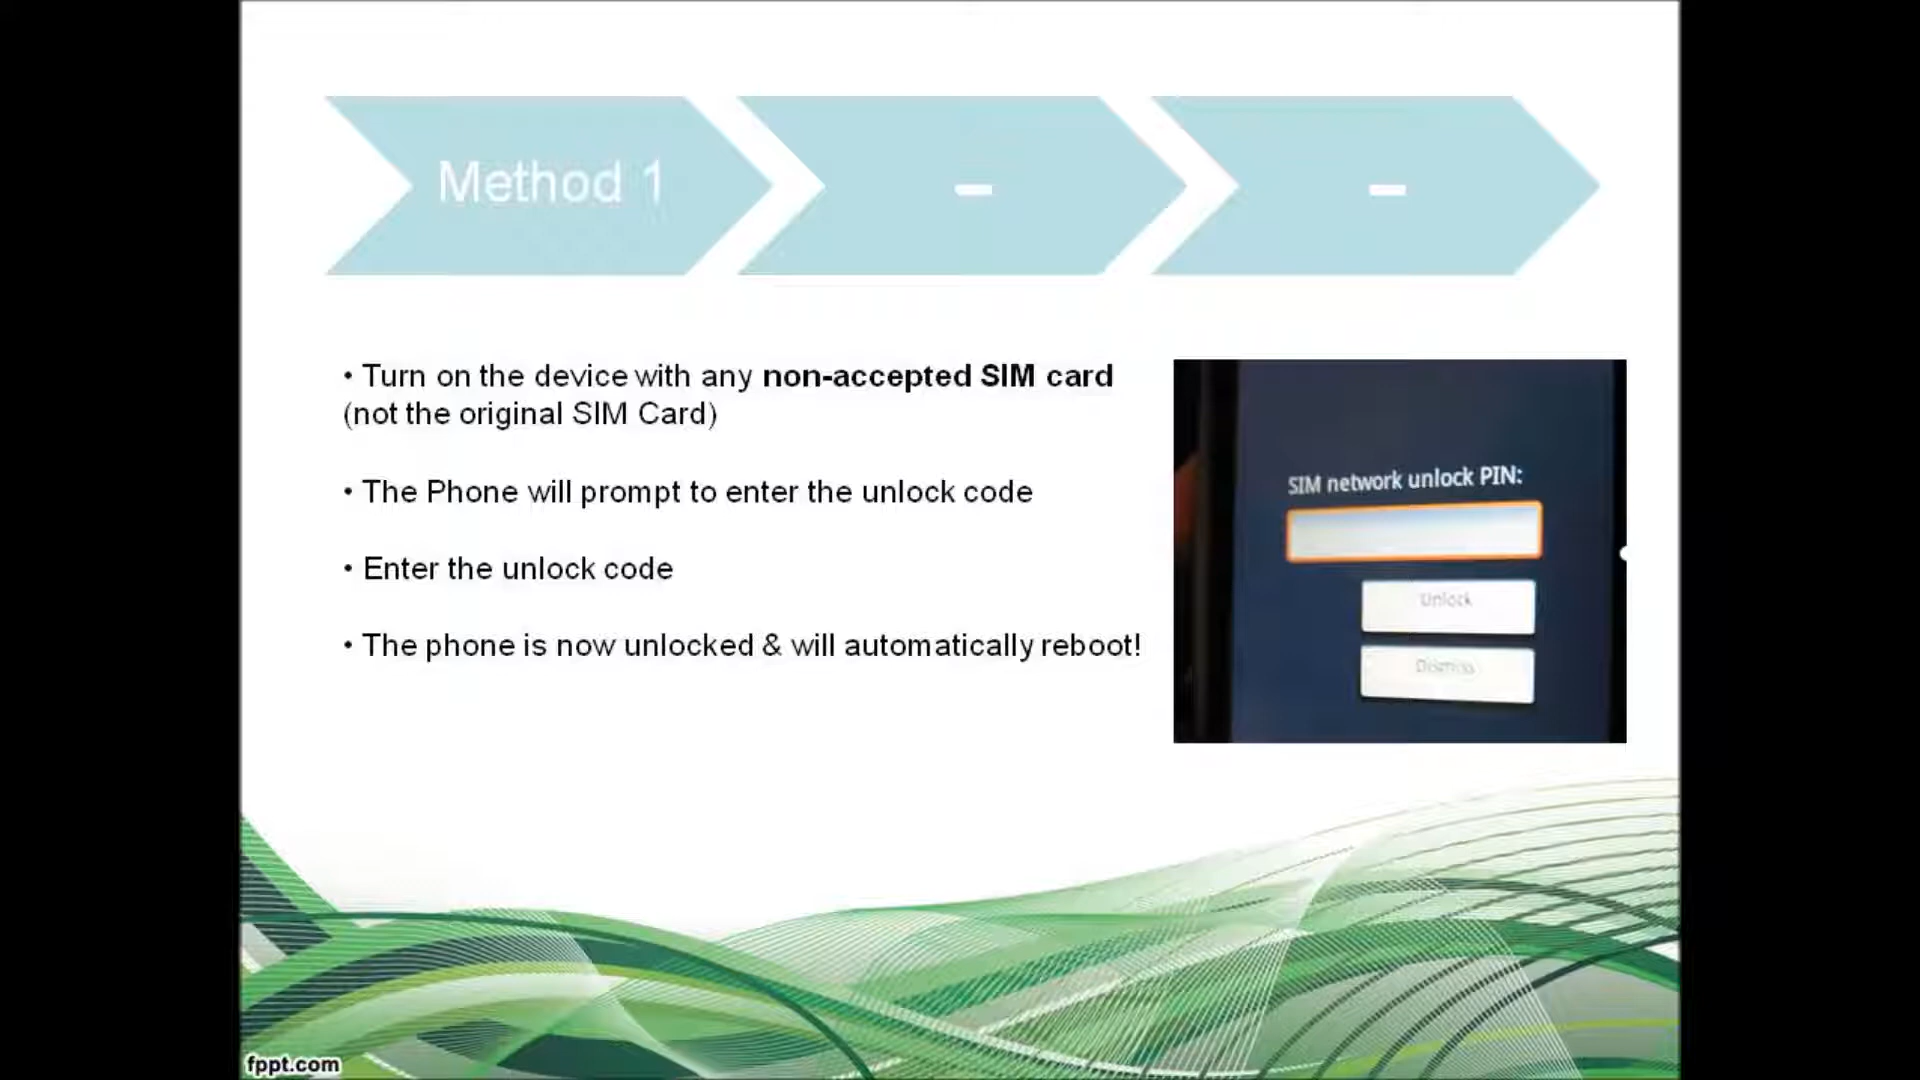 Method 1
-
-
• Turn on the device with any non-accepted SIM card
(not the original SIM Card)
• The Phone will prompt to enter the unlock code
• Enter the unlock code
• The phone is now unlocked & will automatically reboot!
SIM network unlock PIN:
Unlock
Dismiss
fppt.com